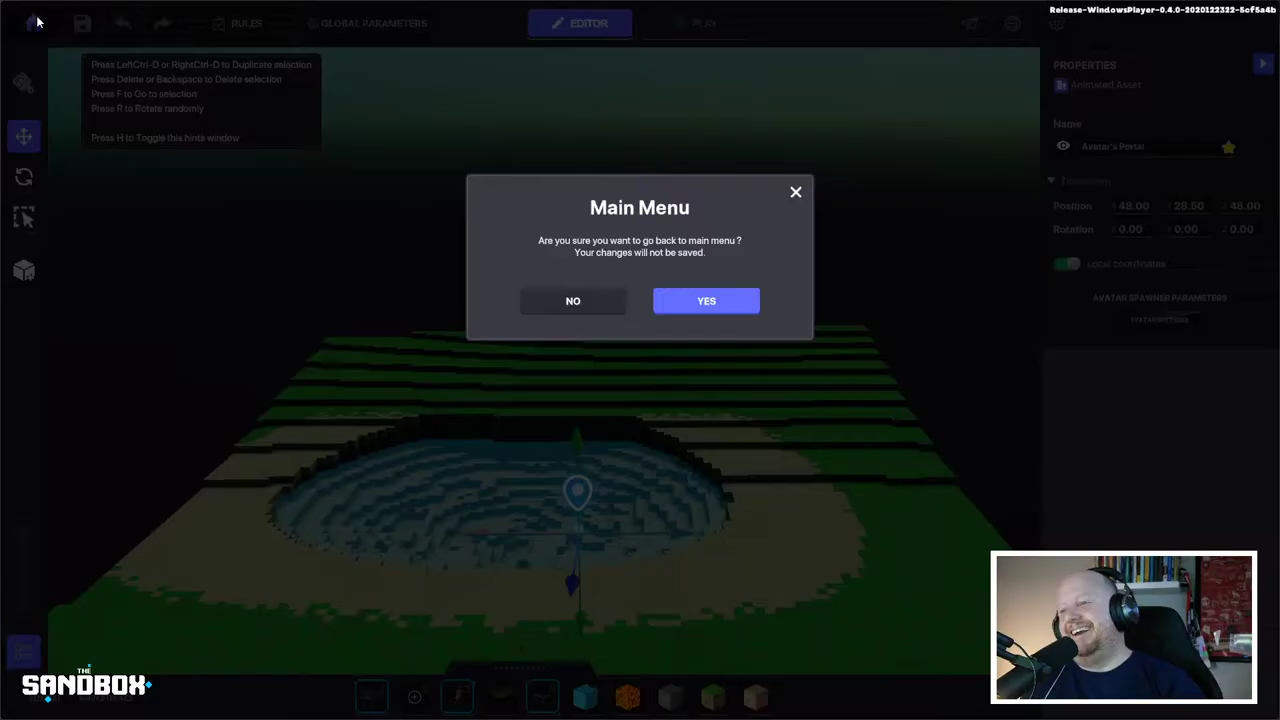 Release-WindowsPlayer-0.4.0-2020122322-5cf5a4b
RULES
GLOBAL PARAMETERS
EDITOR
PLAY
Press LeftCtrl-D or RightCtrl-D to Duplicate selection
Press Delete or Backspace to Delete selection
Press F to Go to selection
Press R to Rotate randomly
Press H to Toggle this hints window
PROPERTIES
Animated Asset
Name
Avatar's Portal
Transform
Position 48.00 28.50 48.00
Rotation 0.00 0.00 0.00
Local coordinates
AVATAR SPAWNER PARAMETERS
Main Menu
Are you sure you want to go back to main menu ?
Your changes will not be saved.
NO
YES
THE
SANDBOX